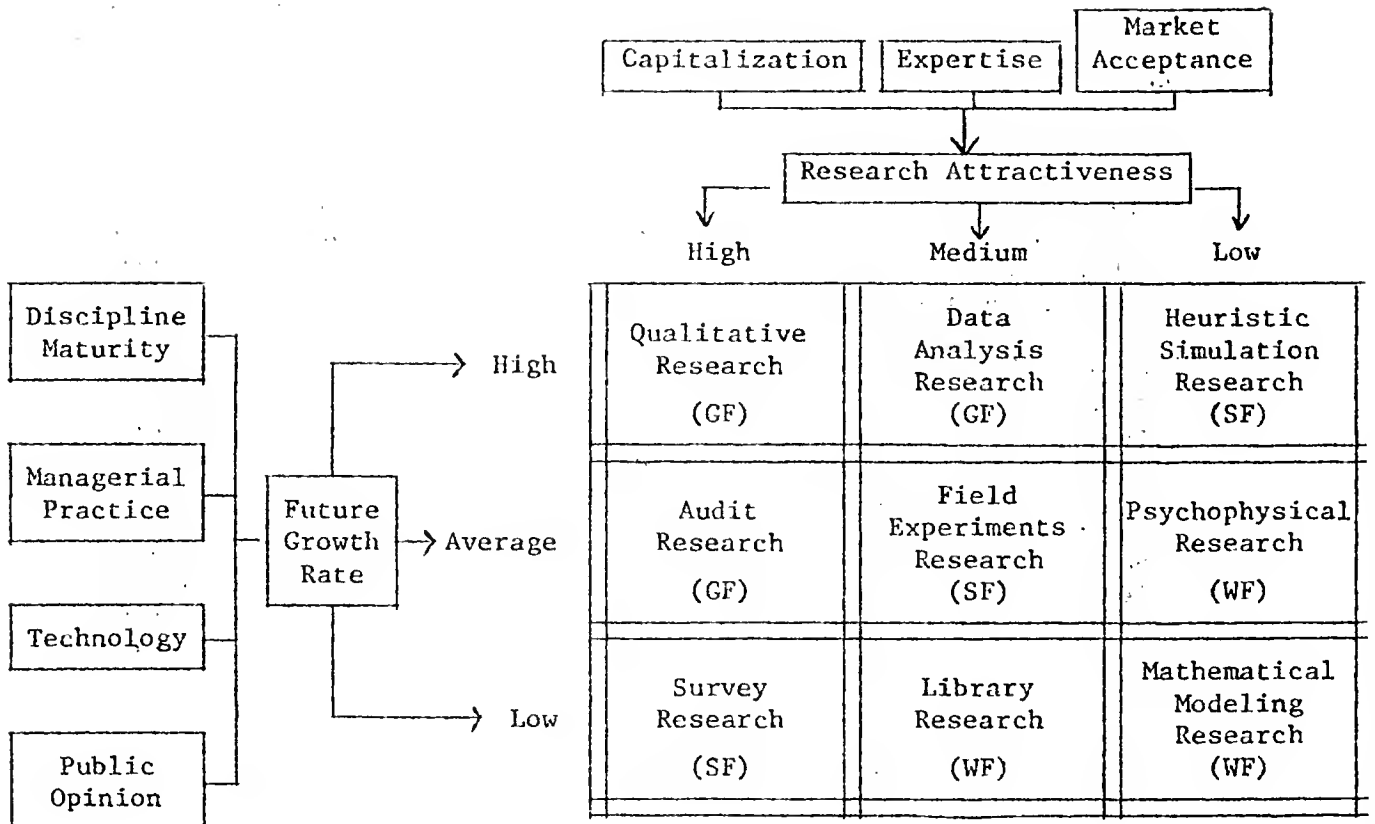 Capitalization
Expertise
Market
Acceptance
Research Attractiveness
High
Medium
Low
Discipline
Maturity
Managerial
Practice
Technology
Public
Opinion
Future
Growth
Rate
High
Average
Low
Qualitative
Research
(GF)
Data
Analysis
Research
(GF)
Heuristic
Simulation
Research
(SF)
Audit
Research
(GF)
Field
Experiments
Research
(SF)
Psychophysical
Research
(WF)
Survey
Research
(SF)
Library
Research
(WF)
Mathematical
Modeling
Research
(WF)